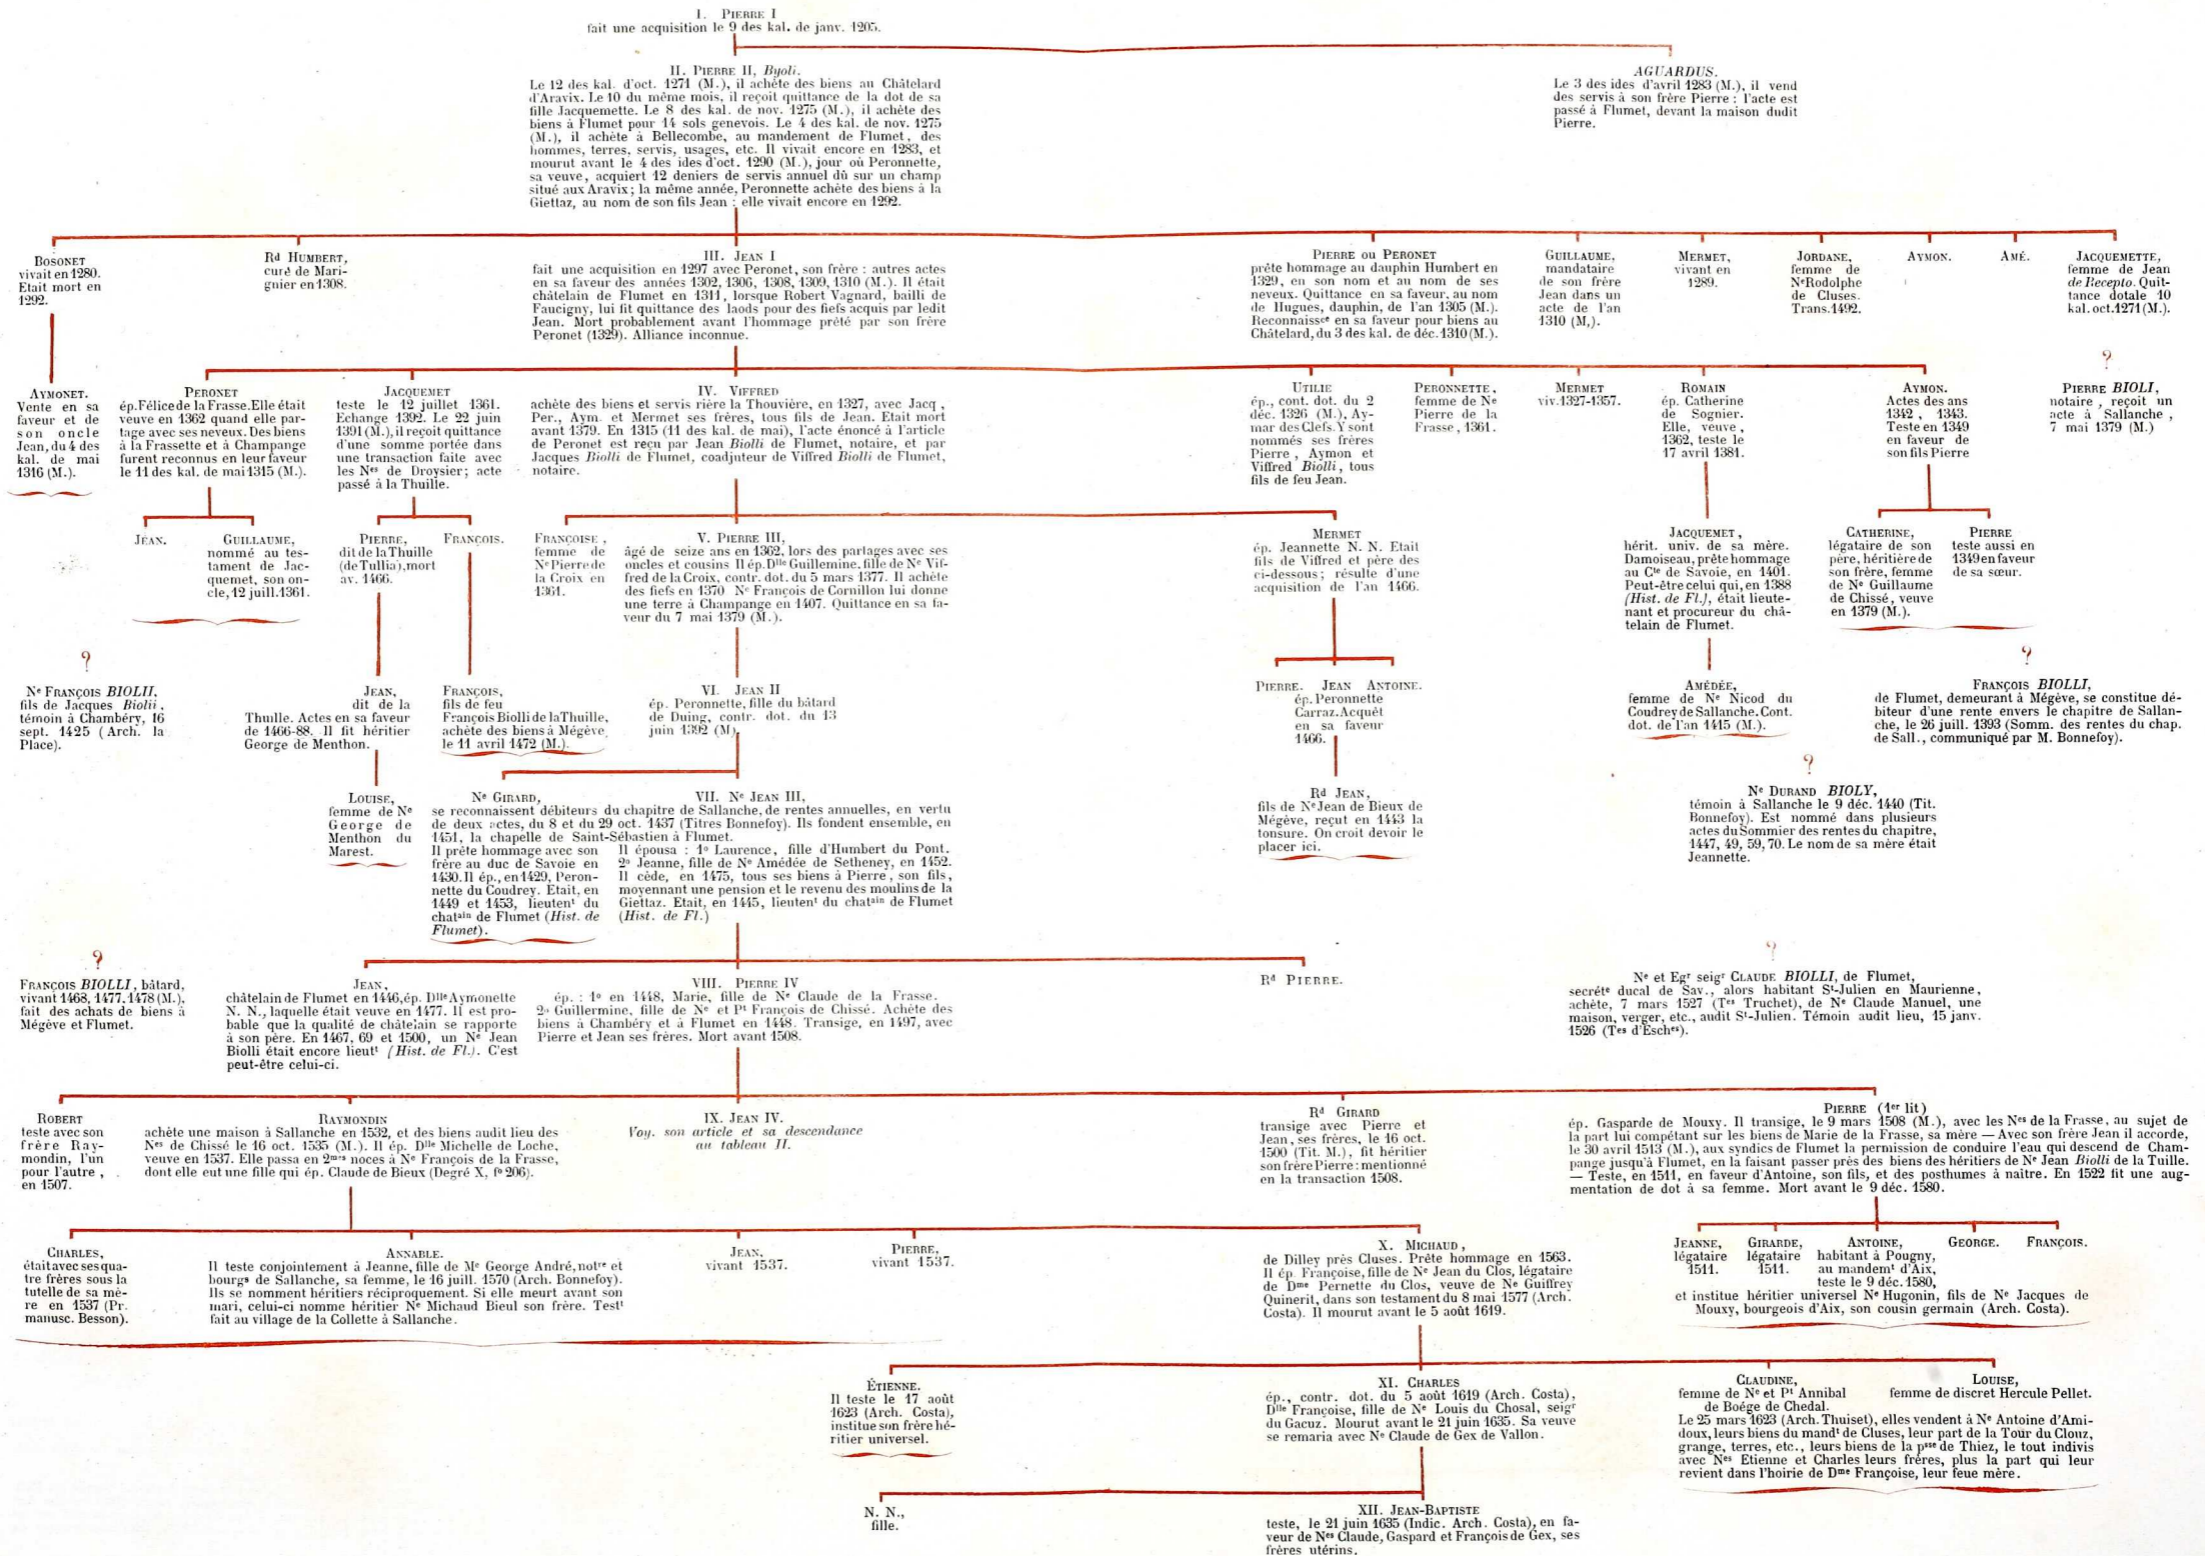 I. PIERRE I
fait une acquisition le 9 des kal. de janv. 1205.
II. PIERRE II, Byoli.
Le 12 des kal. d'oct. 1271 (M.), il achète des biens au Châtelard
d'Aravix. Le 10 du même mois, il reçoit quittance de la dot de sa
fille Jacquemette. Le 8 des kal. de nov. 1275 (M.), il achète des
biens à Flumet pour 14 sols genevois. Le 4 des kal. de nov. 1275
(M.), il achète à Bellecombe, au mandement de Flumet, des
hommes, terres, servis, usages, etc. Il vivait encore en 1283, et
mourut avant le 4 des ides d'oct. 1290 (M.), jour où Peronnette,
sa veuve, acquiert 12 deniers de servis annuel dû sur un champ
situé aux Aravix; la même année, Peronnette achète des biens à la
Giettaz, au nom de son fils Jean : elle vivait encore en 1292.
AGUARDUS.
Le 3 des ides d'avril 1283 (M.), il vend
des servis à son frère Pierre : l'acte est
passé à Flumet, devant la maison dudit
Pierre.
BOSONET
vivait en 1280.
Etait mort en
1292.
Rd HUMBERT,
curé de Mari-
gnier en 1308.
III. JEAN I
fait une acquisition en 1297 avec Peronet, son frère : autres actes
en sa faveur des années 1302, 1306, 1308, 1309, 1310 (M.). Il était
châtelain de Flumet en 1311, lorsque Robert Vagnard, bailli de
Faucigny, lui fit quittance des laods pour des fiefs acquis par ledit
Jean. Mort probablement avant l'hommage prêté par son frère
Peronet (1329). Alliance inconnue.
PIERRE OU PERONET
prête hommage au dauphin Humbert en
1329, en son nom et au nom de ses
neveux. Quittance en sa faveur, au nom
de Hugues, dauphin, de l'an 1305 (M.).
Reconnaissce en sa faveur pour biens au
Châtelard, du 3 des kal. de déc. 1310 (M.).
GUILLAUME,
mandataire
de son frère
Jean dans un
acte de l'an
1310 (M,).
MERMET,
vivant en
1289.
JORDANE,
femme de
Ne Rodolphe
de Cluses.
Trans. 1492.
AYMON.
AMÉ.
JACQUEMETTE,
femme de Jean
de Recepto. Quit-
tance dotale 10
kal. oct. 1271 (M.).
AYMONET.
Vente en sa
faveur et de
son oncle
Jean, du 4 des
kal. de mai
1316 (M.).
PERONET
ép. Félice de la Frasse. Elle était
veuve en 1362 quand elle par-
tage avec ses neveux. Des biens
à la Frassette et à Champange
furent reconnus en leur faveur
le 11 des kal. de mai 1315 (M.).
JACQUEMET
teste le 12 juillet 1361.
Echange 1392. Le 22 juin
1391 (M.), il reçoit quittance
d'une somme portée dans
une transaction faite avec
les Nes de Droysier; acte
passé à la Thuille.
IV. VIFFRED
achète des biens et servis rière la Thouvière, en 1327, avec Jacq,
Per., Aym. et Mermet ses frères, tous fils de Jean. Etait mort
avant 1379. En 1315 (11 des kal. de mai), l'acte énoncé à l'article
de Peronet est reçu par Jean Biolli de Flumet, notaire, et par
Jacques Biolli de Flumet, coadjuteur de Viffred Biolli de Flumet,
notaire.
UTILIE
ép., cont. dot. du 2
déc. 1326 (M.), Ay-
mar des Clefs. Y sont
nommés ses frères
Pierre, Aymon et
Viffred Biolli, tous
fils de feu Jean.
PERONNETTE,
femme de Ne
Pierre de la
Frasse, 1361.
MERMET
viv. 1327-1357.
ROMAIN
ép. Catherine
de Sognier.
Elle, veuve,
1362, teste le
17 avril 1381.
AYMON.
Actes des ans
1342, 1343.
Teste en 1349
en faveur de
son fils Pierre
?
PIERRE BIOLI,
notaire, reçoit un
acte à Sallanche,
7 mai 1379 (M.)
JEAN.
GUILLAUME,
nommé au tes-
tament de Jac-
quemet, son on-
cle, 12 juill. 1361.
PIERRE,
dit de la Thuille
(de Tullia), mort
av. 1466.
FRANÇOIS.
FRANÇOISE,
femme de
Ne Pierre de
la Croix en
1361.
V. PIERRE III,
âgé de seize ans en 1362, lors des partages avec ses
oncles et cousins Il ép. Dlle Guillemine, fille de Ne Vif-
fred de la Croix, contr. dot. du 5 mars 1377. Il achète
des fiefs en 1370 Ne François de Cornillon lui donne
une terre à Champange en 1407. Quittance en sa fa-
veur du 7 mai 1379 (M.).
MERMET
ép. Jeannette N. N. Etait
fils de Viffred et père des
ci-dessous; résulte d'une
acquisition de l'an 1466.
JACQUEMET,
hérit. univ. de sa mère.
Damoiseau, prête hommage
au Cte de Savoie, en 1401.
Peut-être celui qui, en 1388
(Hist. de Fl.), était lieute-
nant et procureur du châ-
telain de Flumet.
CATHERINE,
légataire de son
père, héritière de
son frère, femme
de Ne Guillaume
de Chissé, veuve
en 1379 (M.).
PIERRE
teste aussi en
1349 en faveur
de sa sœur.
?
Ne FRANÇOIS BIOLII,
fils de Jacques Biolii,
témoin à Chambéry, 16
sept. 1425 (Arch. la
Place).
JEAN,
dit de la
Thuille. Actes en sa faveur
de 1466-88. Il fit héritier
George de Menthon.
FRANÇOIS,
fils de feu
François Biolli de la Thuille,
achète des biens à Mégève
le 11 avril 1472 (M.).
VI. JEAN II
ép. Peronnette, fille du bâtard
de Duing, contr. dot. du 13
juin 1392 (M).
PIERRE.
JEAN ANTOINE.
ép. Peronnette
Carraz. Acquêt
en sa faveur
1466.
AMÉDÉE,
femme de Ne Nicod du
Coudrey de Sallanche. Cont.
dot. de l'an 1415 (M.).
?
FRANÇOIS BIOLLI,
de Flumet, demeurant à Mégève, se constitue dé-
biteur d'une rente envers le chapitre de Sallan-
che, le 26 juill. 1393 (Somm. des rentes du chap.
de Sall., communiqué par M. Bonnefoy).
LOUISE,
femme de Ne
George de
Menthon du
Marest.
Ne GIRARD,
VII. Ne JEAN III,
se reconnaissent débiteurs du chapitre de Sallanche, de rentes annuelles, en vertu
de deux actes, du 8 et du 29 oct. 1437 (Titres Bonnefoy). Ils fondent ensemble, en
1451, la chapelle de Saint-Sébastien à Flumet.
Il prête hommage avec son
frère au duc de Savoie en
1430. Il ép., en 1429, Peron-
nette du Coudrey. Etait, en
1449 et 1453, lieutent du
chatain de Flumet (Hist. de
Flumet).
Il épousa : 1o Laurence, fille d'Humbert du Pont.
2o Jeanne, fille de Ne Amédée de Setheney, en 1452.
Il cède, en 1475, tous ses biens à Pierre, son fils,
moyennant une pension et le revenu des moulins de la
Giettaz. Etait, en 1445, lieutent du chatain de Flumet
(Hist. de Fl.)
Rd JEAN,
fils de Ne Jean de Bieux de
Mégève, reçut en 1443 la
tonsure. On croit devoir le
placer ici.
?
Ne DURAND BIOLY,
témoin à Sallanche le 9 déc. 1440 (Tit.
Bonnefoy). Est nommé dans plusieurs
actes du Sommier des rentes du chapitre,
1447, 49, 59, 70. Le nom de sa mère était
Jeannette.
?
FRANÇOIS BIOLLI, bâtard,
vivant 1468, 1477, 1478 (M.),
fait des achats de biens à
Mégève et Flumet.
JEAN,
châtelain de Flumet en 1446, ép. Dlle Aymonette
N. N., laquelle était veuve en 1477. Il est pro-
bable que la qualité de châtelain se rapporte
à son père. En 1467, 69 et 1500, un Ne Jean
Biolli était encore lieutt (Hist. de Fl.). C'est
peut-être celui-ci.
VIII. PIERRE IV
ép. : 1o en 1448, Marie, fille de Ne Claude de la Frasse.
2o Guillermine, fille de Ne et Pt François de Chissé. Achète des
biens à Chambéry et à Flumet en 1448. Transige, en 1497, avec
Pierre et Jean ses frères. Mort avant 1508.
Rd PIERRE.
?
Ne et Egr seigr CLAUDE BIOLLI, de Flumet,
secréte ducal de Sav., alors habitant St-Julien en Maurienne,
achète, 7 mars 1527 (Tes Truchet), de Ne Claude Manuel, une
maison, verger, etc., audit St-Julien. Témoin audit lieu, 15 janv.
1526 (Tes d'Esches).
ROBERT
teste avec son
frère Ray-
mondin, l'un
pour l'autre,
en 1507.
RAYMONDIN
achète une maison à Sallanche en 1532, et des biens audit lieu des
Nes de Chissé le 16 oct. 1535 (M.). Il ép. Dlle Michelle de Loche,
veuve en 1537. Elle passa en 2mes noces à Ne François de la Frasse,
dont elle eut une fille qui ép. Claude de Bieux (Degré X, fo 206).
IX. JEAN IV.
Voy. son article et sa descendance
au tableau II.
Rd GIRARD
transige avec Pierre et
Jean, ses frères, le 16 oct.
1500 (Tit. M.), fit héritier
son frère Pierre : mentionné
en la transaction 1508.
PIERRE (1er lit)
ép. Gasparde de Mouxy. Il transige, le 9 mars 1508 (M.), avec les Nes de la Frasse, au sujet de
la part lui compétant sur les biens de Marie de la Frasse, sa mère — Avec son frère Jean il accorde,
le 30 avril 1513 (M.), aux syndics de Flumet la permission de conduire l'eau qui descend de Cham-
pange jusqu'à Flumet, en la faisant passer près des biens des héritiers de Ne Jean Biolli de la Tuille.
— Teste, en 1511, en faveur d'Antoine, son fils, et des posthumes à naître. En 1522 fit une aug-
mentation de dot à sa femme. Mort avant le 9 déc. 1580.
CHARLES,
était avec ses qua-
tre frères sous la
tutelle de sa mè-
re en 1537 (Pr.
manusc. Besson).
ANNABLE.
Il teste conjointement à Jeanne, fille de Me George André, notre et
bourgs de Sallanche, sa femme, le 16 juill. 1570 (Arch. Bonnefoy).
Ils se nomment héritiers réciproquement. Si elle meurt avant son
mari, celui-ci nomme héritier Ne Michaud Bieul son frère. Testt
fait au village de la Collette à Sallanche.
JEAN,
vivant 1537.
PIERRE,
vivant 1537.
X. MICHAUD,
de Dilley près Cluses. Prête hommage en 1563.
Il ép. Françoise, fille de Ne Jean du Clos, légataire
de Dme Pernette du Clos, veuve de Ne Guiffrey
Quinerit, dans son testament du 8 mai 1577 (Arch.
Costa). Il mourut avant le 5 août 1619.
JEANNE,
légataire
1511.
GIRARDE,
légataire
1511.
ANTOINE,
habitant à Pougny,
au mandemt d'Aix,
teste le 9 déc. 1580,
et institue héritier universel Ne Hugonin, fils de Ne Jacques de
Mouxy, bourgeois d'Aix, son cousin germain (Arch. Costa).
GEORGE.
FRANÇOIS.
ÉTIENNE.
Il teste le 17 août
1623 (Arch. Costa),
institue son frère hé-
ritier universel.
XI. CHARLES
ép., contr. dot. du 5 août 1619 (Arch. Costa),
Dlle Françoise, fille de Ne Louis du Chosal, seigr
du Gacuz. Mourut avant le 21 juin 1635. Sa veuve
se remaria avec Ne Claude de Gex de Vallon.
CLAUDINE,
femme de Ne et Pt Annibal
de Boége de Chedal.
LOUISE,
femme de discret Hercule Pellet.
Le 25 mars 1623 (Arch. Thuiset), elles vendent à Ne Antoine d'Ami-
doux, leurs biens du mandt de Cluses, leur part de la Tour du Clouz,
grange, terres, etc., leurs biens de la psse de Thiez, le tout indivis
avec Nes Etienne et Charles leurs frères, plus la part qui leur
revient dans l'hoirie de Dme Françoise, leur feue mère.
N. N.,
fille.
XII. JEAN-BAPTISTE
teste, le 21 juin 1635 (Indic. Arch. Costa), en fa-
veur de Nes Claude, Gaspard et François de Gex, ses
frères utérins.